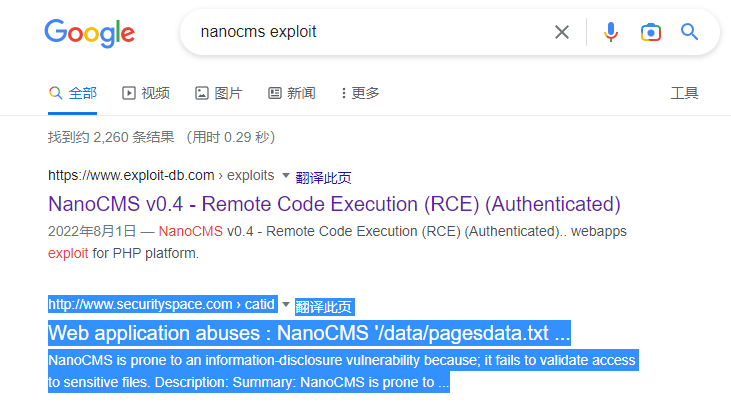 Google
nanocms exploit
全部 视频 图片 新闻 更多 工具
找到约 2,260 条结果 （用时 0.29 秒）
https://www.exploit-db.com › exploits 翻译此页
NanoCMS v0.4 - Remote Code Execution (RCE) (Authenticated)
2022年8月1日 — NanoCMS v0.4 - Remote Code Execution (RCE) (Authenticated).. webapps
exploit for PHP platform.
http://www.securityspace.com › catid 翻译此页
Web application abuses : NanoCMS '/data/pagesdata.txt ...
NanoCMS is prone to an information-disclosure vulnerability because; it fails to validate access
to sensitive files. Description: Summary: NanoCMS is prone to ...